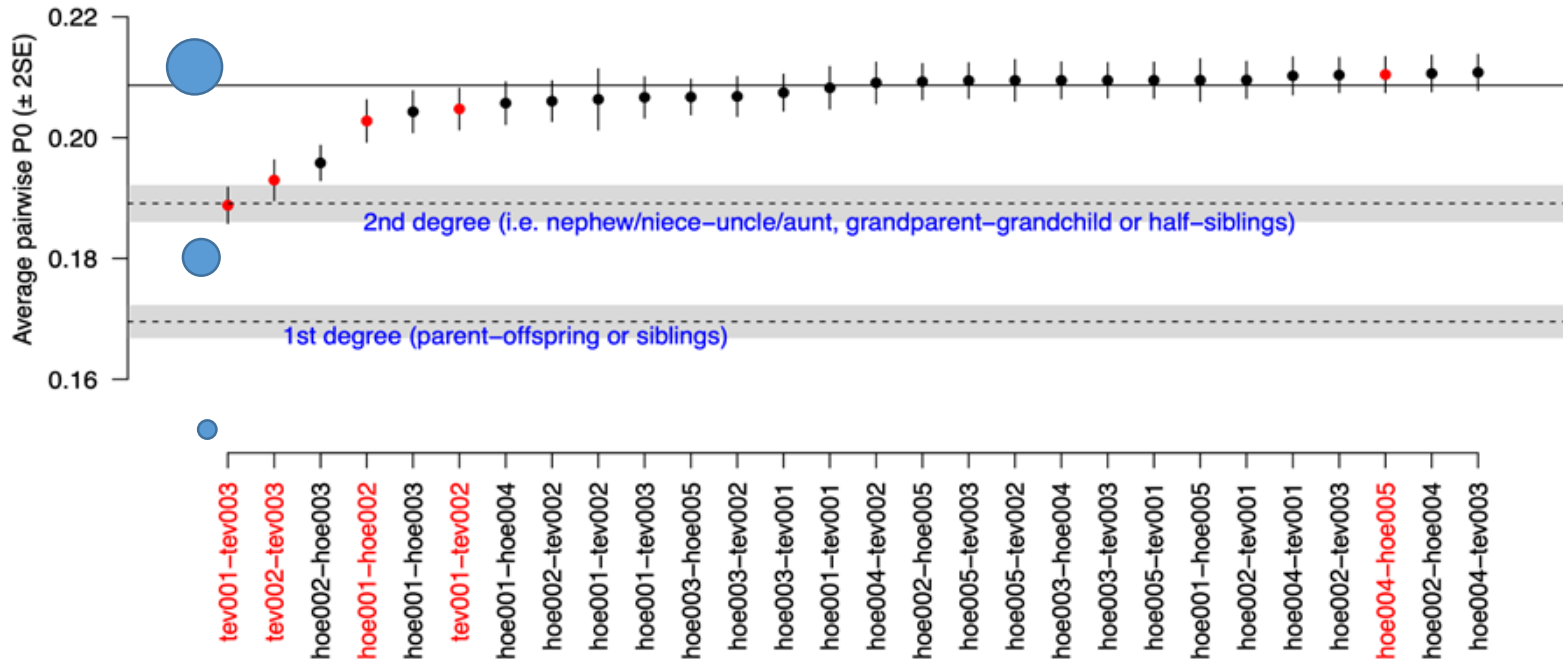 Average pairwise P0 (± 2SE)
0.22
0.20
0.18
0.16
2nd degree (i.e. nephew/niece−uncle/aunt, grandparent−grandchild or half−siblings)
1st degree (parent−offspring or siblings)
tev001−tev003
tev002−tev003
hoe002−hoe003
hoe001−hoe002
hoe001−hoe003
tev001−tev002
hoe001−hoe004
hoe002−tev002
hoe001−tev002
hoe001−tev003
hoe003−hoe005
hoe003−tev002
hoe003−tev001
hoe001−tev001
hoe004−tev002
hoe002−hoe005
hoe005−tev003
hoe005−tev002
hoe003−hoe004
hoe003−tev003
hoe005−tev001
hoe001−hoe005
hoe002−tev001
hoe004−tev001
hoe002−tev003
hoe004−hoe005
hoe002−hoe004
hoe004−tev003